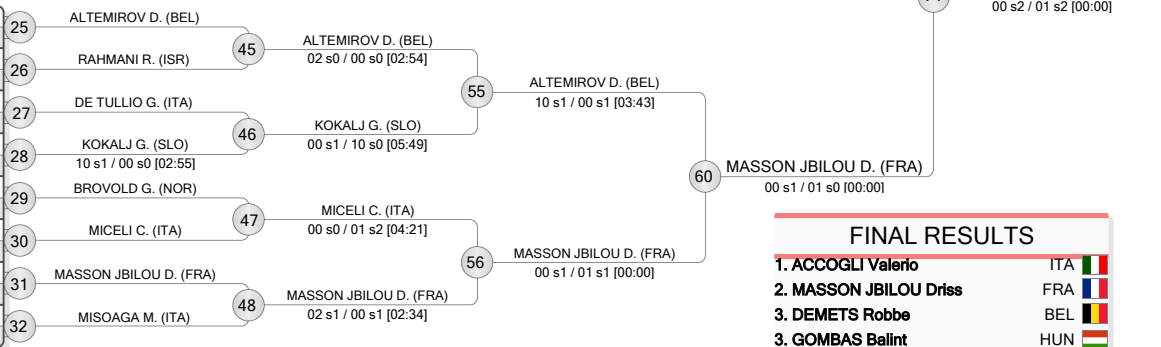 00 s2 / 01 s2 [00:00]
25
ALTEMIROV D. (BEL)
26
RAHMANI R. (ISR)
27
DE TULLIO G. (ITA)
28
KOKALJ G. (SLO)
10 s1 / 00 s0 [02:55]
29
BROVOLD G. (NOR)
30
MICELI C. (ITA)
31
MASSON JBILOU D. (FRA)
32
MISOAGA M. (ITA)
45
ALTEMIROV D. (BEL)
02 s0 / 00 s0 [02:54]
46
KOKALJ G. (SLO)
00 s1 / 10 s0 [05:49]
47
MICELI C. (ITA)
00 s0 / 01 s2 [04:21]
48
MASSON JBILOU D. (FRA)
02 s1 / 00 s1 [02:34]
55
ALTEMIROV D. (BEL)
10 s1 / 00 s1 [03:43]
56
MASSON JBILOU D. (FRA)
00 s1 / 01 s1 [00:00]
60
MASSON JBILOU D. (FRA)
00 s1 / 01 s0 [00:00]
FINAL RESULTS
1. ACCOGLI Valerio ITA
2. MASSON JBILOU Driss FRA
3. DEMETS Robbe BEL
3. GOMBAS Balint HUN